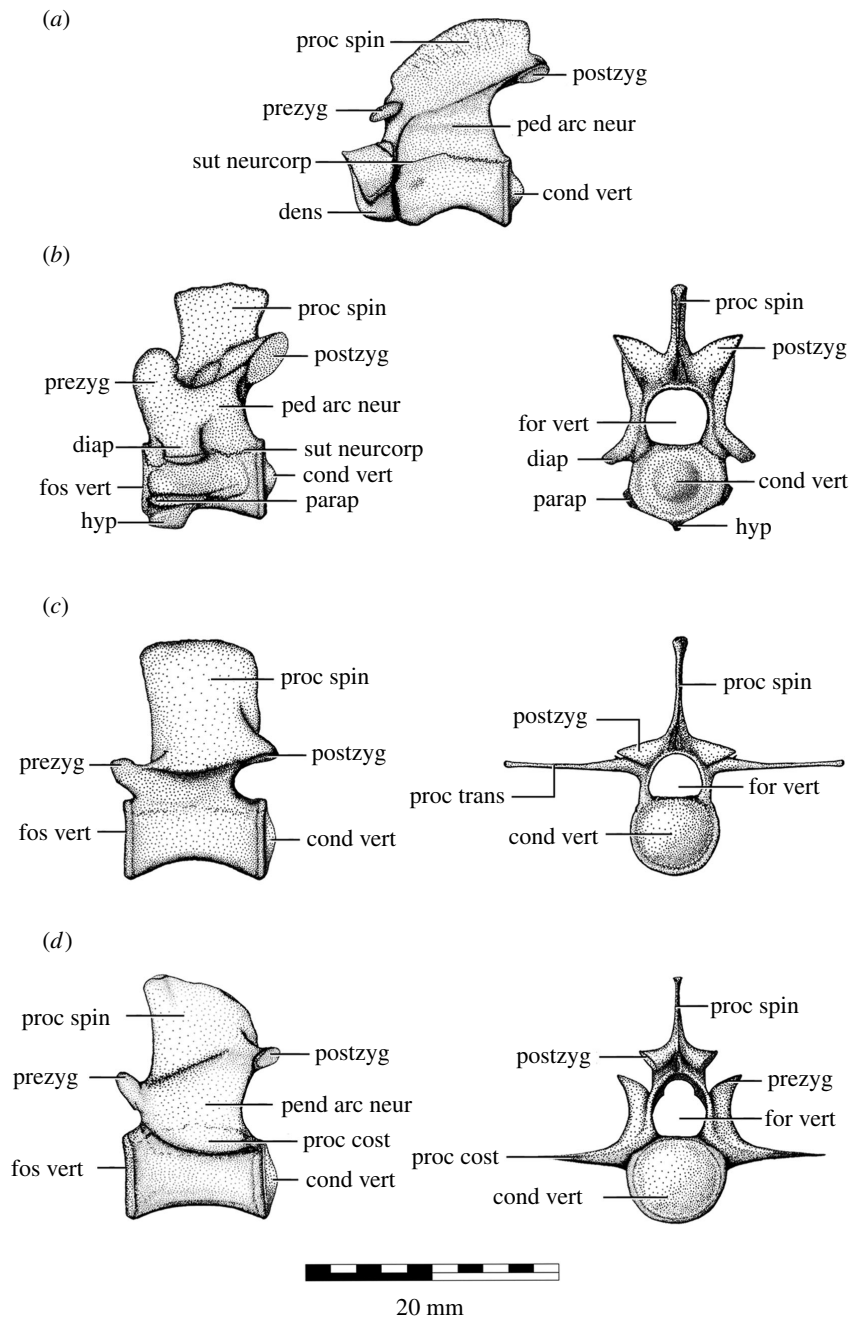 (a)
proc spin
postzyg
prezyg
ped arc neur
sut neurcorp
cond vert
dens
(b)
proc spin
postzyg
prezyg
ped arc neur
diap
sut neurcorp
cond vert
fos vert
parap
hyp
proc spin
postzyg
for vert
diap
cond vert
parap
hyp
(c)
proc spin
prezyg
postzyg
fos vert
cond vert
proc spin
postzyg
proc trans
for vert
cond vert
(d)
proc spin
postzyg
prezyg
pend arc neur
proc cost
fos vert
cond vert
proc spin
postzyg
prezyg
for vert
proc cost
cond vert
20 mm